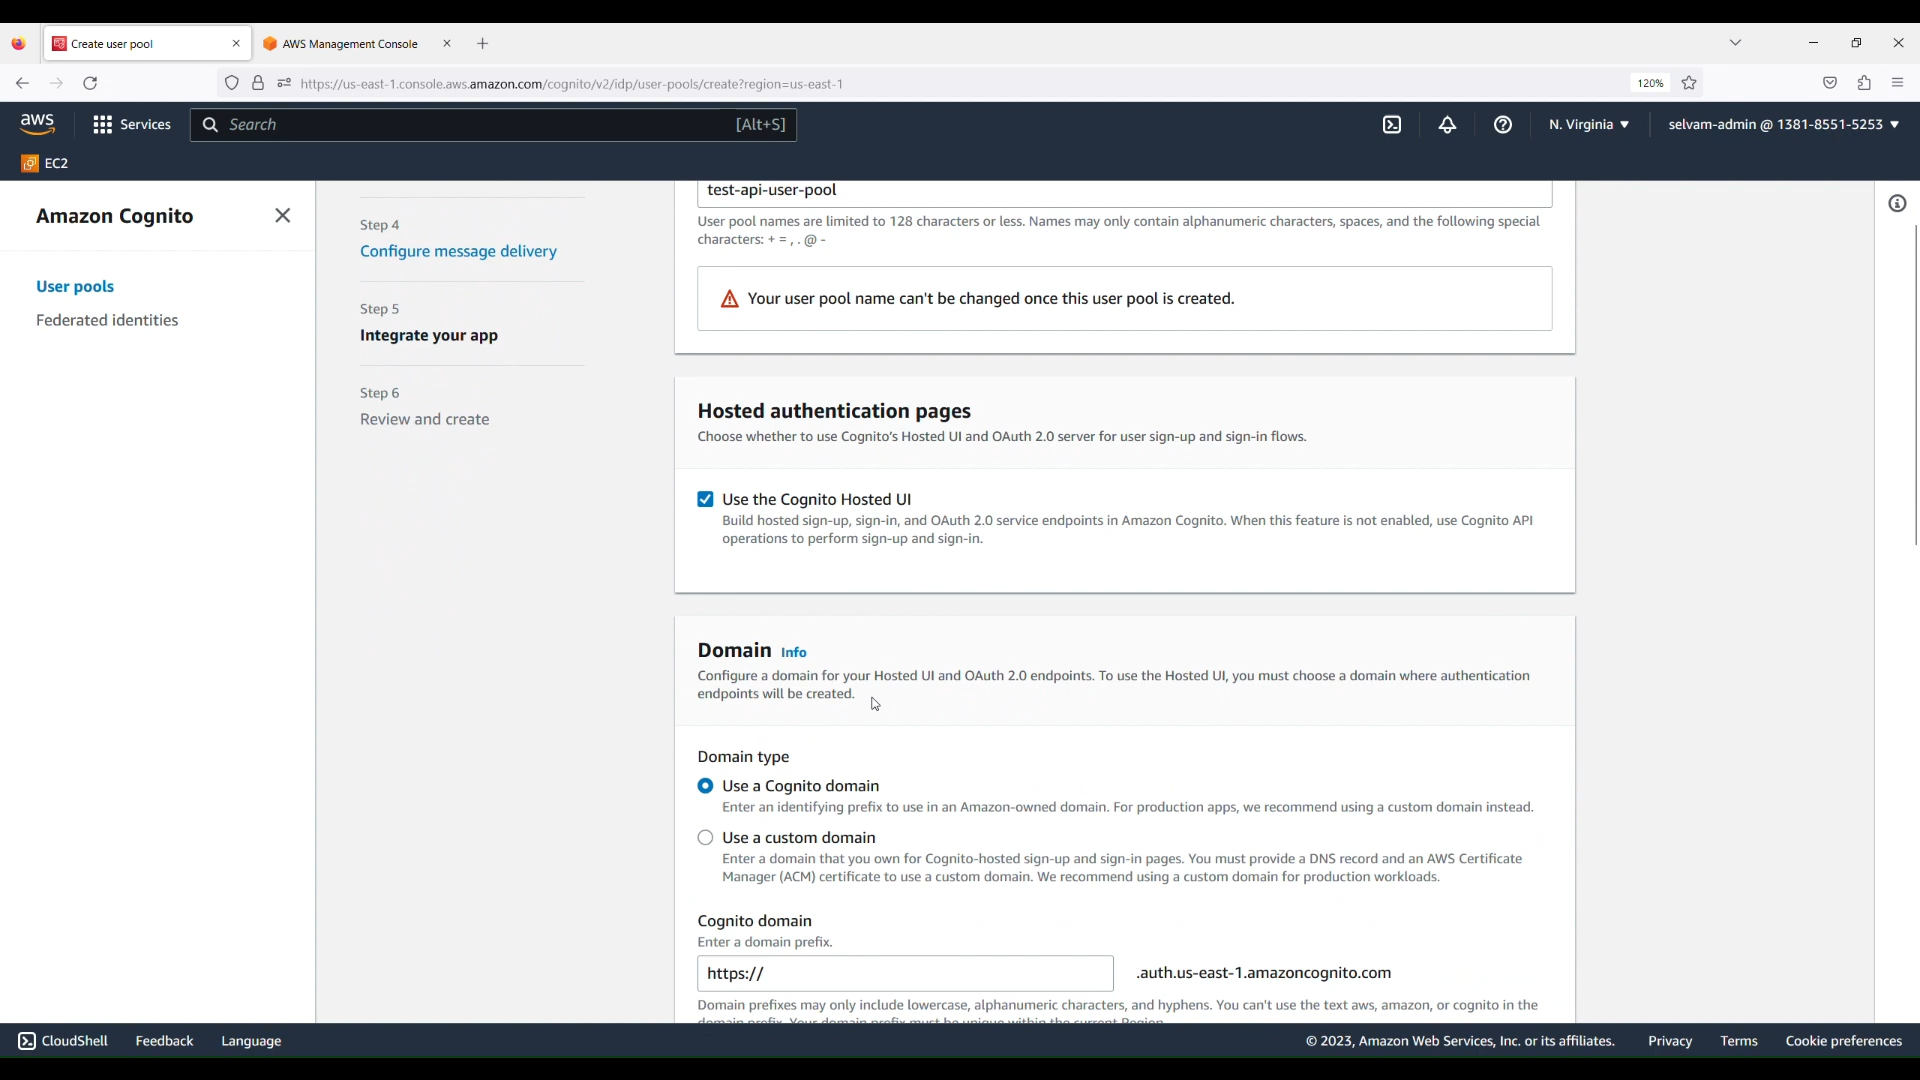 Create user pool
AWS Management Console
https://us-east-1.console.aws.amazon.com/cognito/v2/idp/user-pools/create?region=us-east-1
120%
aws
Services
Search
[Alt+S]
N. Virginia
selvam-admin @ 1381-8551-5253
EC2
Amazon Cognito
User pools
Federated identities
Step 4
Configure message delivery
Step 5
Integrate your app
Step 6
Review and create
test-api-user-pool
User pool names are limited to 128 characters or less. Names may only contain alphanumeric characters, spaces, and the following special
characters: + = , . @ -
Your user pool name can't be changed once this user pool is created.
Hosted authentication pages
Choose whether to use Cognito's Hosted UI and OAuth 2.0 server for user sign-up and sign-in flows.
Use the Cognito Hosted UI
Build hosted sign-up, sign-in, and OAuth 2.0 service endpoints in Amazon Cognito. When this feature is not enabled, use Cognito API
operations to perform sign-up and sign-in.
Domain Info
Configure a domain for your Hosted UI and OAuth 2.0 endpoints. To use the Hosted UI, you must choose a domain where authentication
endpoints will be created.
Domain type
Use a Cognito domain
Enter an identifying prefix to use in an Amazon-owned domain. For production apps, we recommend using a custom domain instead.
Use a custom domain
Enter a domain that you own for Cognito-hosted sign-up and sign-in pages. You must provide a DNS record and an AWS Certificate
Manager (ACM) certificate to use a custom domain. We recommend using a custom domain for production workloads.
Cognito domain
Enter a domain prefix.
https://
.auth.us-east-1.amazoncognito.com
Domain prefixes may only include lowercase, alphanumeric characters, and hyphens. You can't use the text aws, amazon, or cognito in the
domain prefix. Your domain prefix must be unique within the current Region.
CloudShell
Feedback
Language
© 2023, Amazon Web Services, Inc. or its affiliates.
Privacy
Terms
Cookie preferences